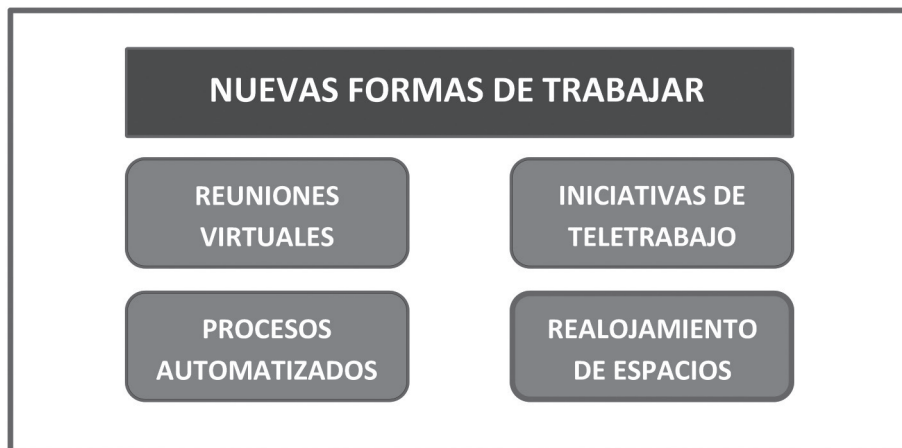 NUEVAS FORMAS DE TRABAJAR
REUNIONES
VIRTUALES
INICIATIVAS DE
TELETRABAJO
PROCESOS
AUTOMATIZADOS
REALOJAMIENTO
DE ESPACIOS